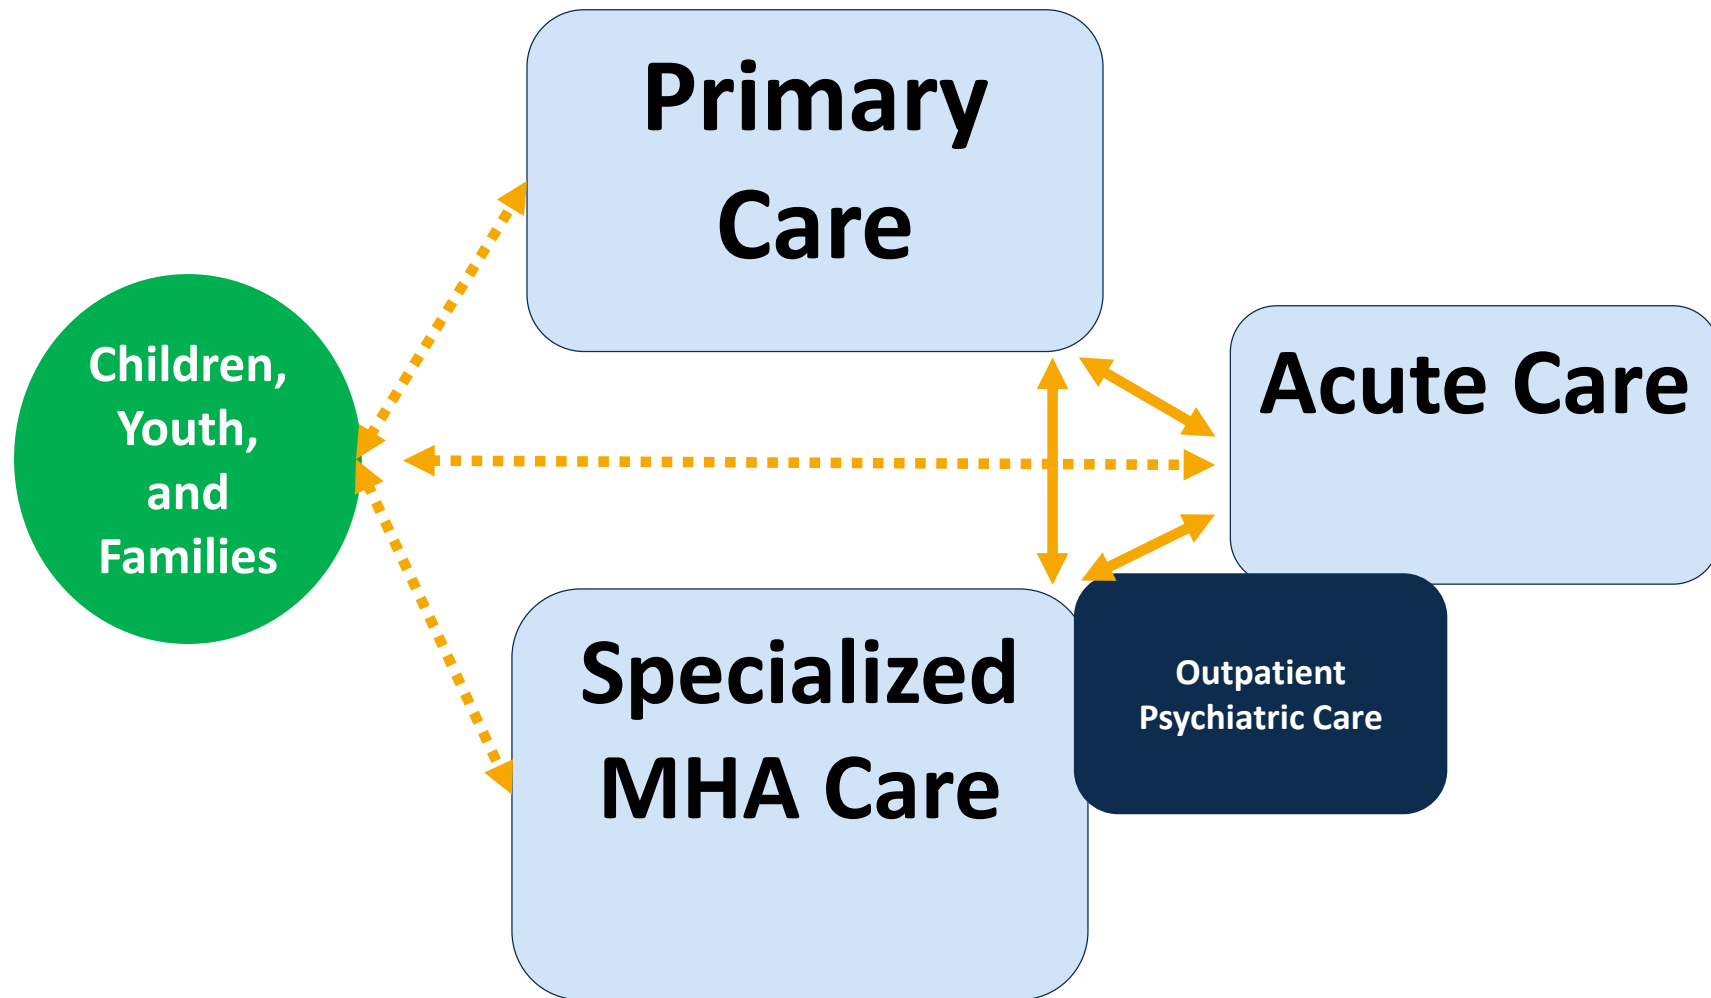 Primary
Care
Children,
Youth,
and
Families
Acute Care
Specialized
MHA Care
Outpatient
Psychiatric Care